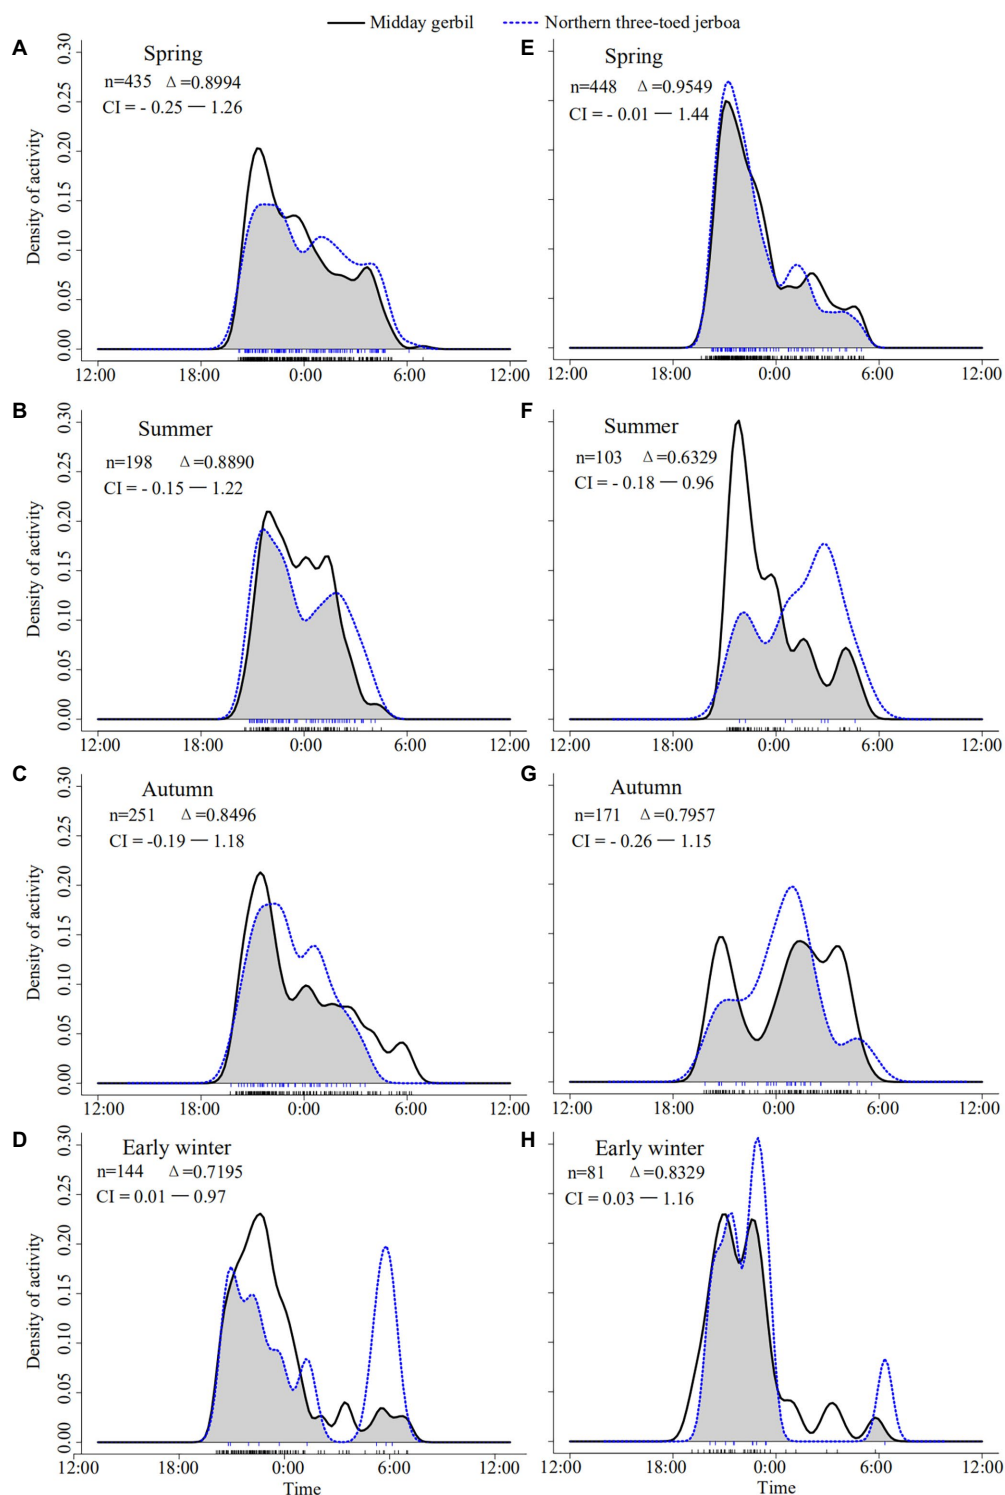 Midday gerbil Northern three-toed jerboa
A
Spring
n=435 Δ=0.8994
CI = - 0.25 — 1.26
Density of activity
0.00 0.05 0.10 0.15 0.20 0.25 0.30
12:00 18:00 0:00 6:00 12:00
E
Spring
n=448 Δ=0.9549
CI = - 0.01 — 1.44
12:00 18:00 0:00 6:00 12:00
B
Summer
n=198 Δ=0.8890
CI = - 0.15 — 1.22
Density of activity
0.00 0.05 0.10 0.15 0.20 0.25 0.30
12:00 18:00 0:00 6:00 12:00
F
Summer
n=103 Δ=0.6329
CI = - 0.18 — 0.96
12:00 18:00 0:00 6:00 12:00
C
Autumn
n=251 Δ=0.8496
CI = -0.19 — 1.18
Density of activity
0.00 0.05 0.10 0.15 0.20 0.25 0.30
12:00 18:00 0:00 6:00 12:00
G
Autumn
n=171 Δ=0.7957
CI = - 0.26 — 1.15
12:00 18:00 0:00 6:00 12:00
D
Early winter
n=144 Δ=0.7195
CI = 0.01 — 0.97
Density of activity
0.00 0.05 0.10 0.15 0.20 0.25 0.30
12:00 18:00 0:00 6:00 12:00
Time
H
Early winter
n=81 Δ=0.8329
CI = 0.03 — 1.16
12:00 18:00 0:00 6:00 12:00
Time